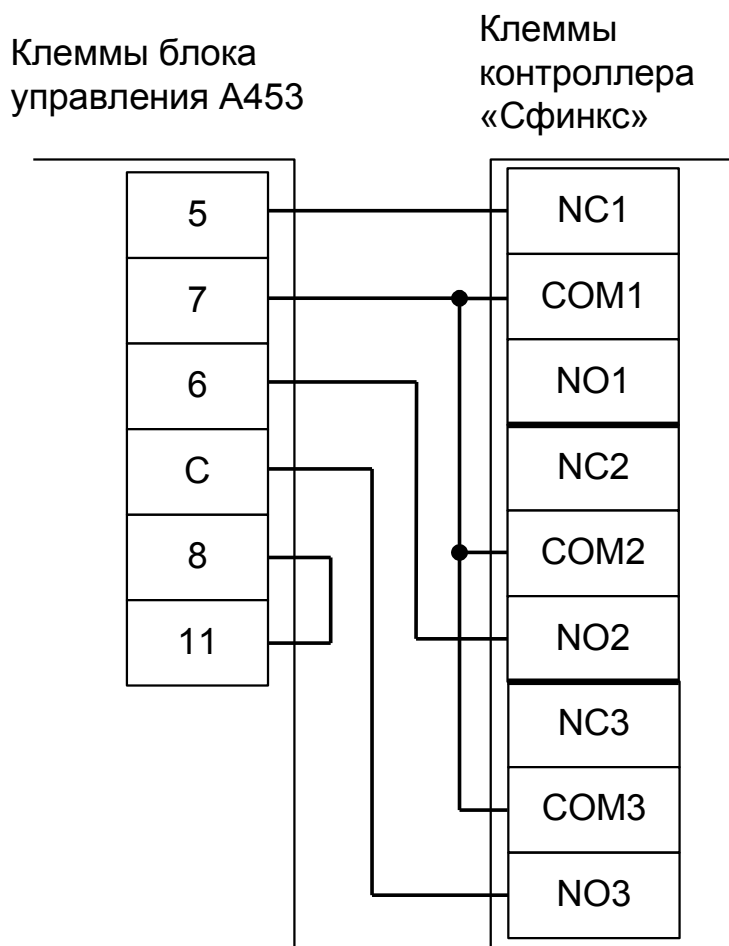 Клеммы блока
управления А453
Клеммы
контроллера
«Сфинкс»
5
7
6
C
8
11
NC1
COM1
NO1
NC2
COM2
NO2
NC3
COM3
NO3